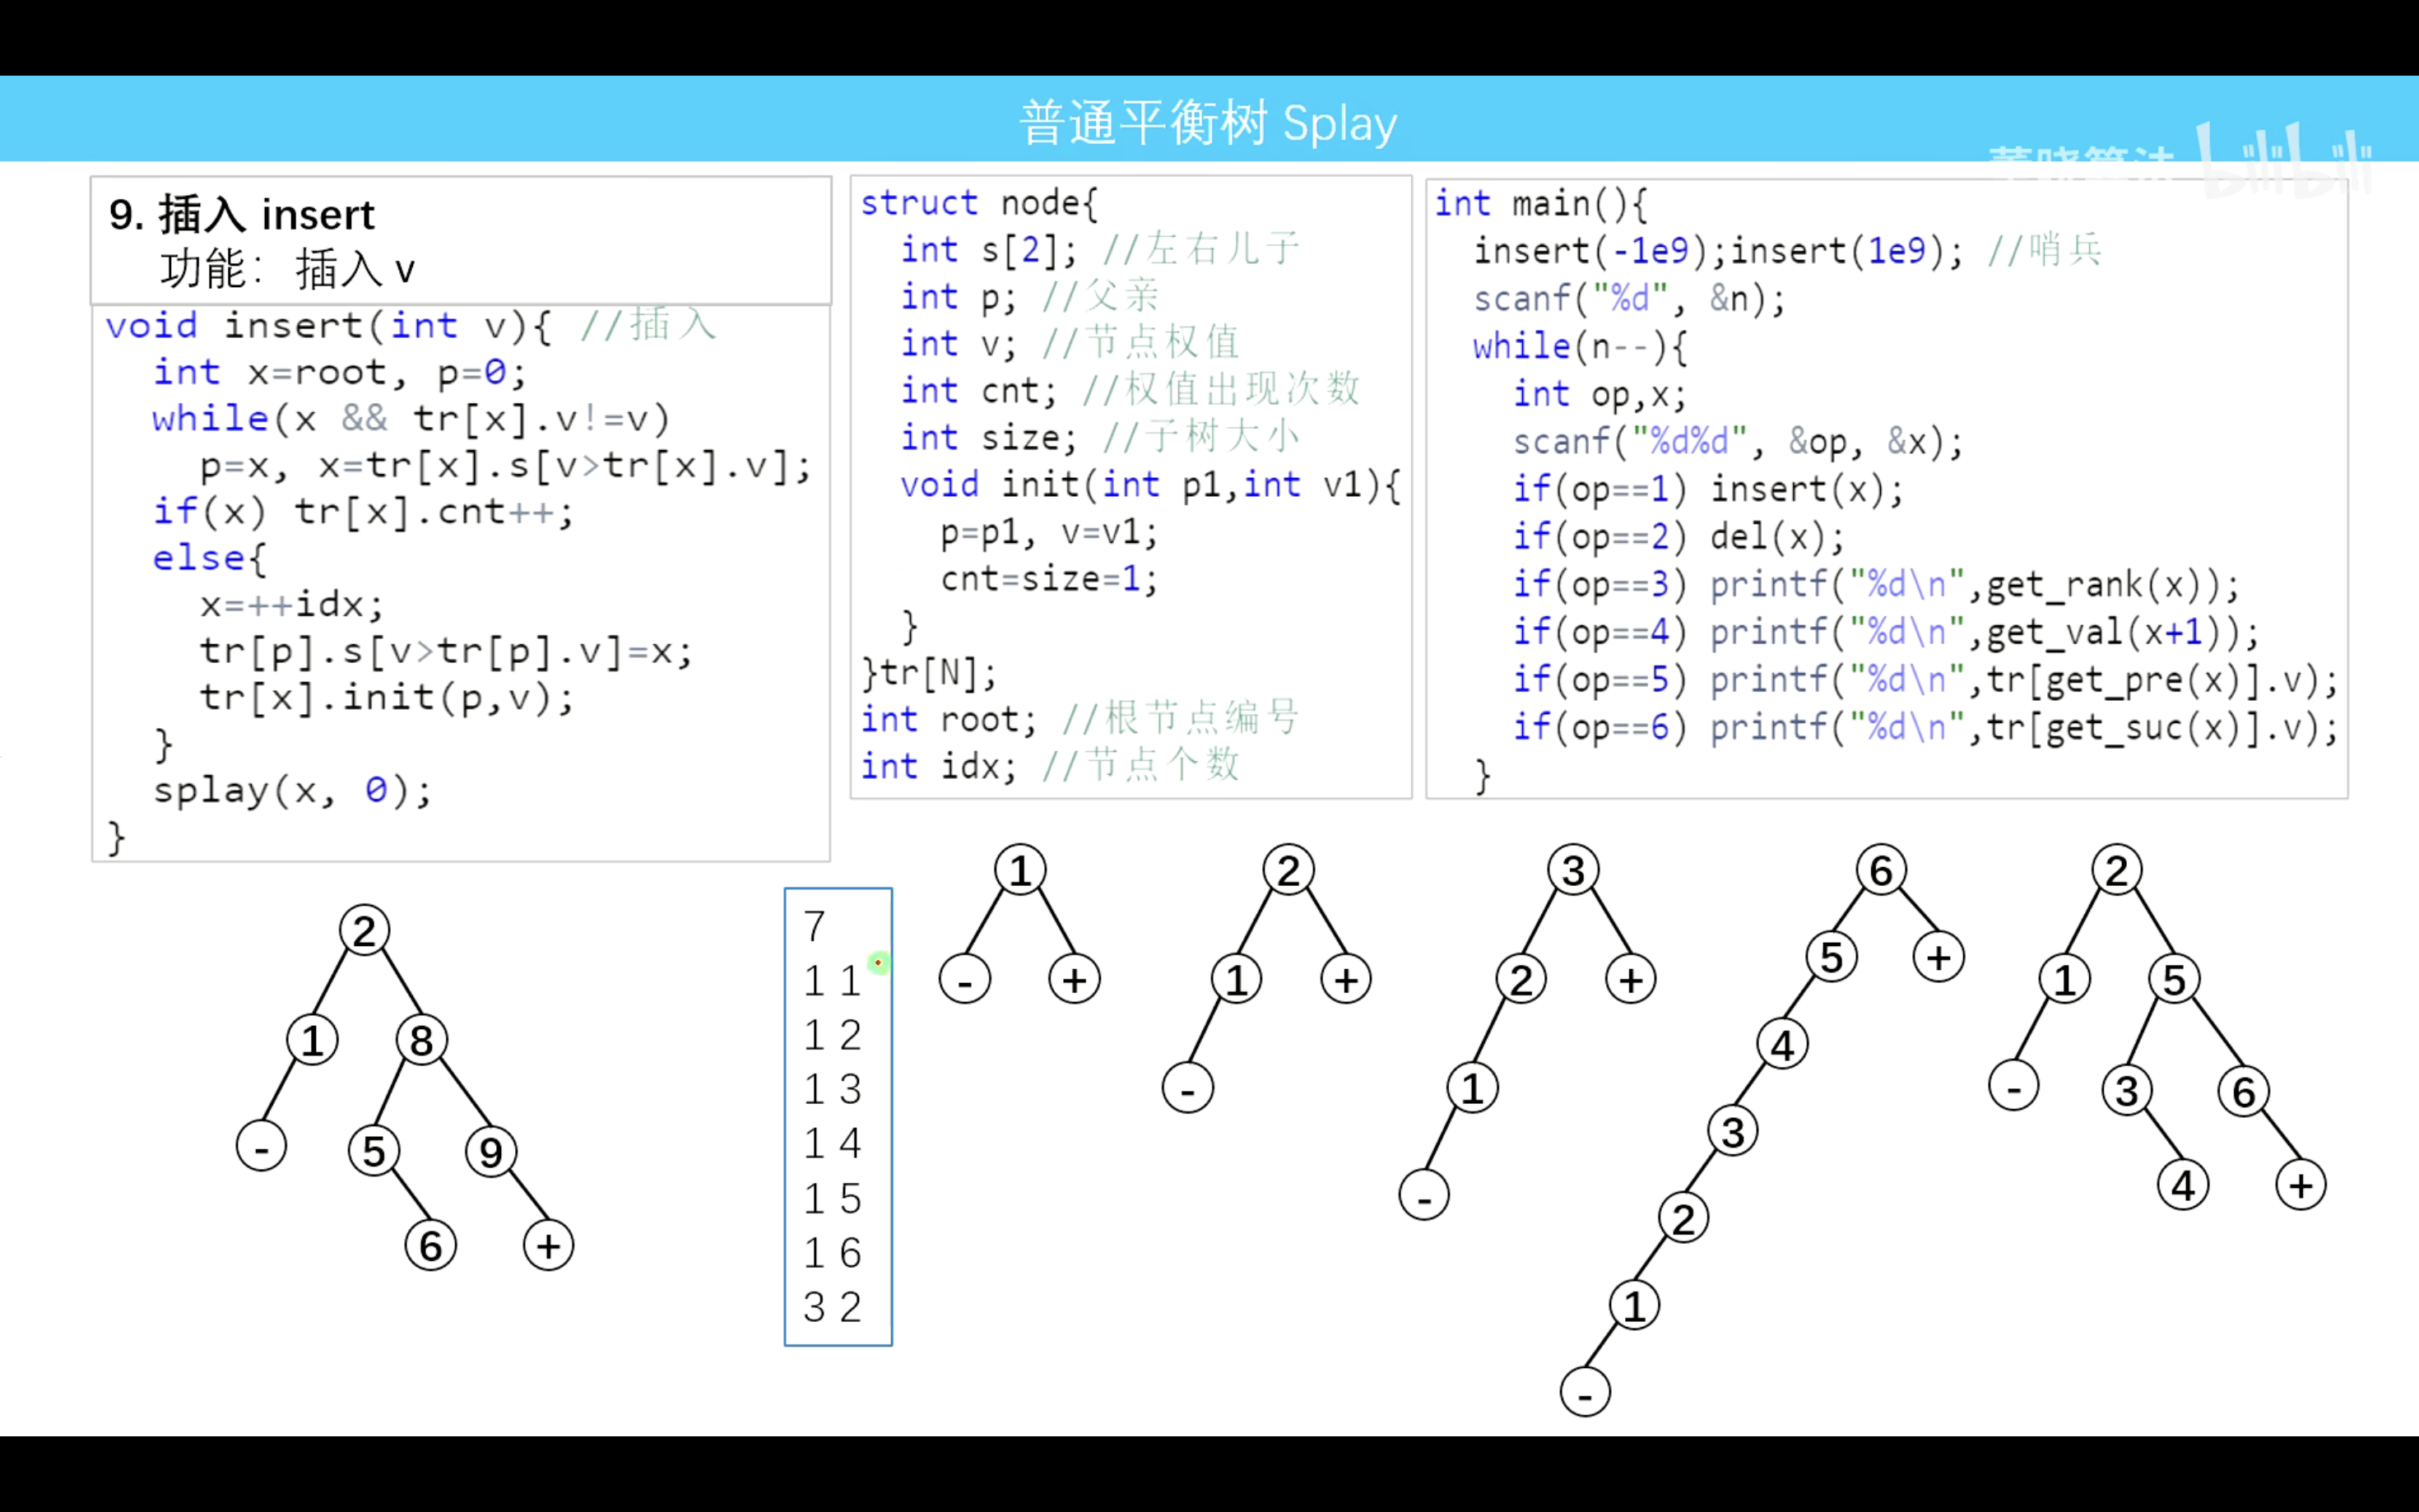 普通平衡树 Splay
bilibili
9. 插入 insert
功能： 插入 v
void insert(int v){ //插入
int x=root, p=0;
while(x && tr[x].v!=v)
p=x, x=tr[x].s[v>tr[x].v];
if(x) tr[x].cnt++;
else{
x=++idx;
tr[p].s[v>tr[p].v]=x;
tr[x].init(p,v);
}
splay(x, 0);
}
struct node{
int s[2]; //左右儿子
int p; //父亲
int v; //节点权值
int cnt; //权值出现次数
int size; //子树大小
void init(int p1,int v1){
p=p1, v=v1;
cnt=size=1;
}
}tr[N];
int root; //根节点编号
int idx; //节点个数
int main(){
insert(-1e9);insert(1e9); //哨兵
scanf("%d", &n);
while(n--){
int op,x;
scanf("%d%d", &op, &x);
if(op==1) insert(x);
if(op==2) del(x);
if(op==3) printf("%d\n",get_rank(x));
if(op==4) printf("%d\n",get_val(x+1));
if(op==5) printf("%d\n",tr[get_pre(x)].v);
if(op==6) printf("%d\n",tr[get_suc(x)].v);
}
2
1 8
- 5 9
6 +
7
1 1
1 2
1 3
1 4
1 5
1 6
3 2
1
- +
2
1 +
-
3
2 +
1
-
6
5 +
4
3
2
1
-
2
1 5
- 3 6
4 +